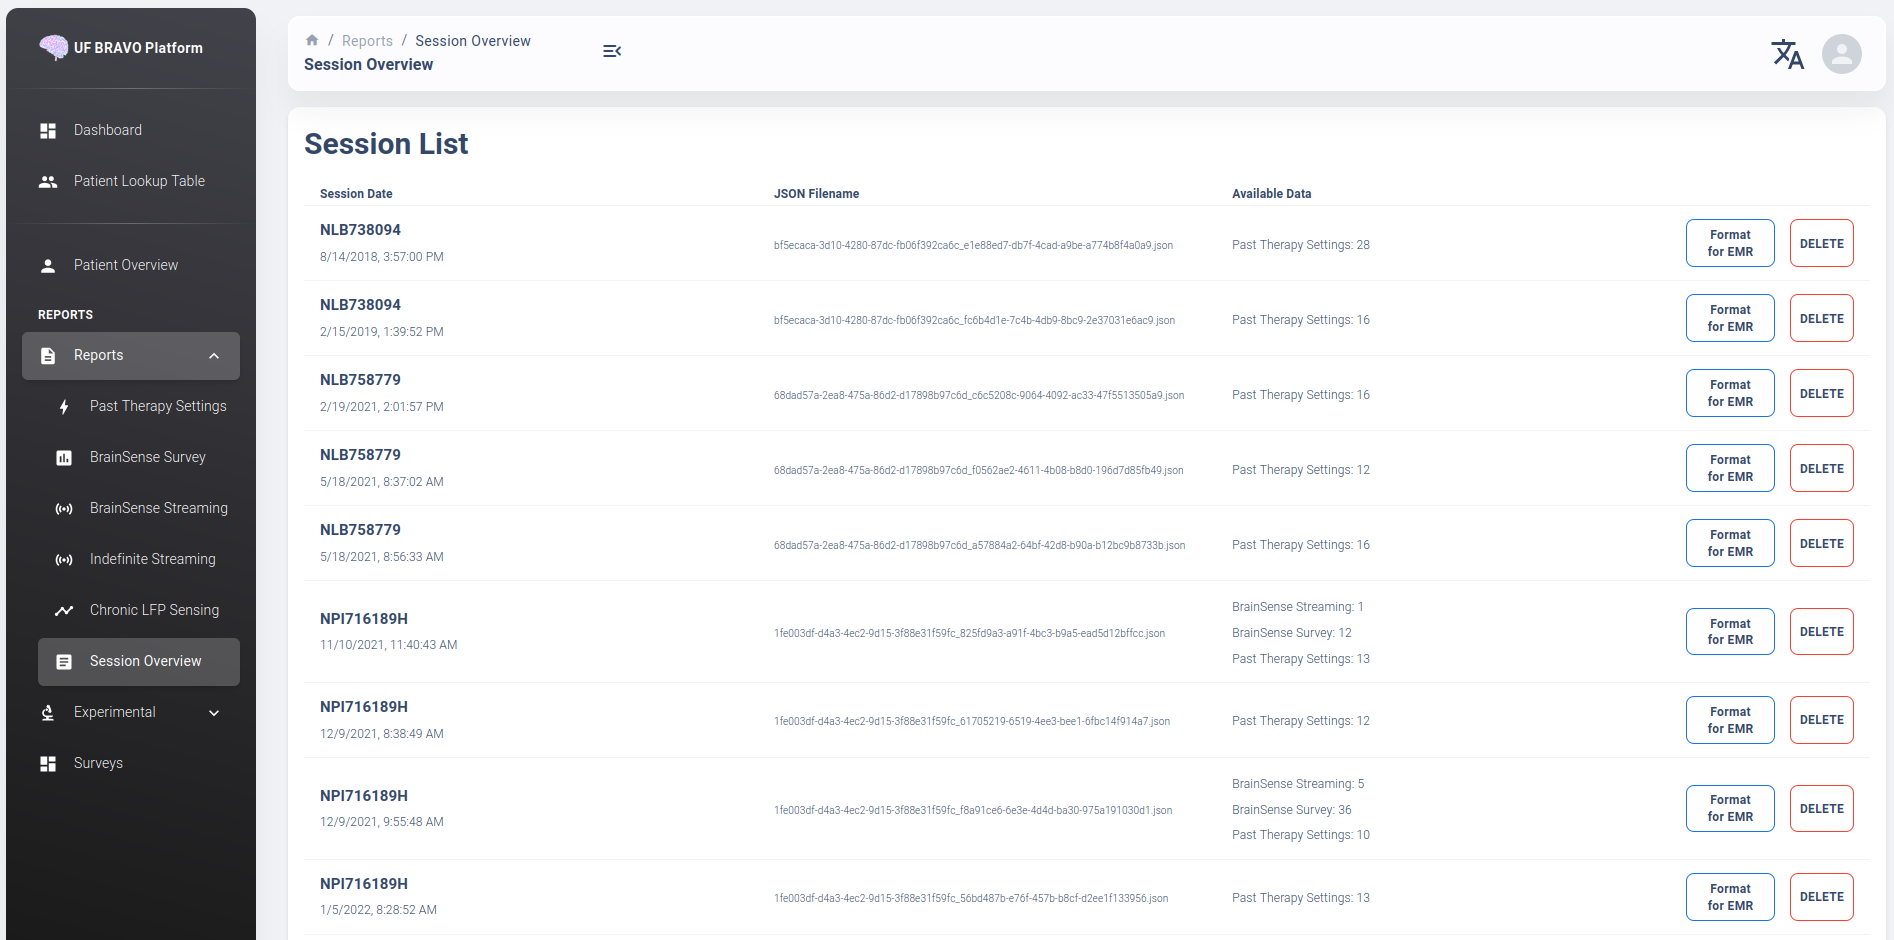 UF BRAVO Platform
Dashboard
Patient Lookup Table
Patient Overview
REPORTS
Reports
Past Therapy Settings
BrainSense Survey
BrainSense Streaming
Indefinite Streaming
Chronic LFP Sensing
Session Overview
Experimental
Surveys
/ Reports / Session Overview
Session Overview
Session List
Session Date JSON Filename Available Data
NLB738094
8/14/2018, 3:57:00 PM
bf5ecaca-3d10-4280-87dc-fb06f392ca6c_e1e88ed7-db7f-4cad-a9be-a774b8f4a0a9.json
Past Therapy Settings: 28
Format
for EMR
DELETE
NLB738094
2/15/2019, 1:39:52 PM
bf5ecaca-3d10-4280-87dc-fb06f392ca6c_fc6b4d1e-7c4b-4db9-8bc9-2e37031e6ac9.json
Past Therapy Settings: 16
Format
for EMR
DELETE
NLB758779
2/19/2021, 2:01:57 PM
68dad57a-2ea8-475a-86d2-d17898b97c6d_c6c5208c-9064-4092-ac33-47f5513505a9.json
Past Therapy Settings: 16
Format
for EMR
DELETE
NLB758779
5/18/2021, 8:37:02 AM
68dad57a-2ea8-475a-86d2-d17898b97c6d_f0562ae2-4611-4b08-b8d0-196d7d85fb49.json
Past Therapy Settings: 12
Format
for EMR
DELETE
NLB758779
5/18/2021, 8:56:33 AM
68dad57a-2ea8-475a-86d2-d17898b97c6d_a57884a2-64bf-42d8-b90a-b12bc9b8733b.json
Past Therapy Settings: 16
Format
for EMR
DELETE
NPI716189H
11/10/2021, 11:40:43 AM
1fe003df-d4a3-4ec2-9d15-3f88e31f59fc_825fd9a3-a91f-4bc3-b9a5-ead5d12bffcc.json
BrainSense Streaming: 1
BrainSense Survey: 12
Past Therapy Settings: 13
Format
for EMR
DELETE
NPI716189H
12/9/2021, 8:38:49 AM
1fe003df-d4a3-4ec2-9d15-3f88e31f59fc_61705219-6519-4ee3-bee1-6fbc14f914a7.json
Past Therapy Settings: 12
Format
for EMR
DELETE
NPI716189H
12/9/2021, 9:55:48 AM
1fe003df-d4a3-4ec2-9d15-3f88e31f59fc_f8a91ce6-6e3e-4d4d-ba30-975a191030d1.json
BrainSense Streaming: 5
BrainSense Survey: 36
Past Therapy Settings: 10
Format
for EMR
DELETE
NPI716189H
1/5/2022, 8:28:52 AM
1fe003df-d4a3-4ec2-9d15-3f88e31f59fc_56bd487b-e76f-457b-b8cf-d2ee1f133956.json
Past Therapy Settings: 13
Format
for EMR
DELETE